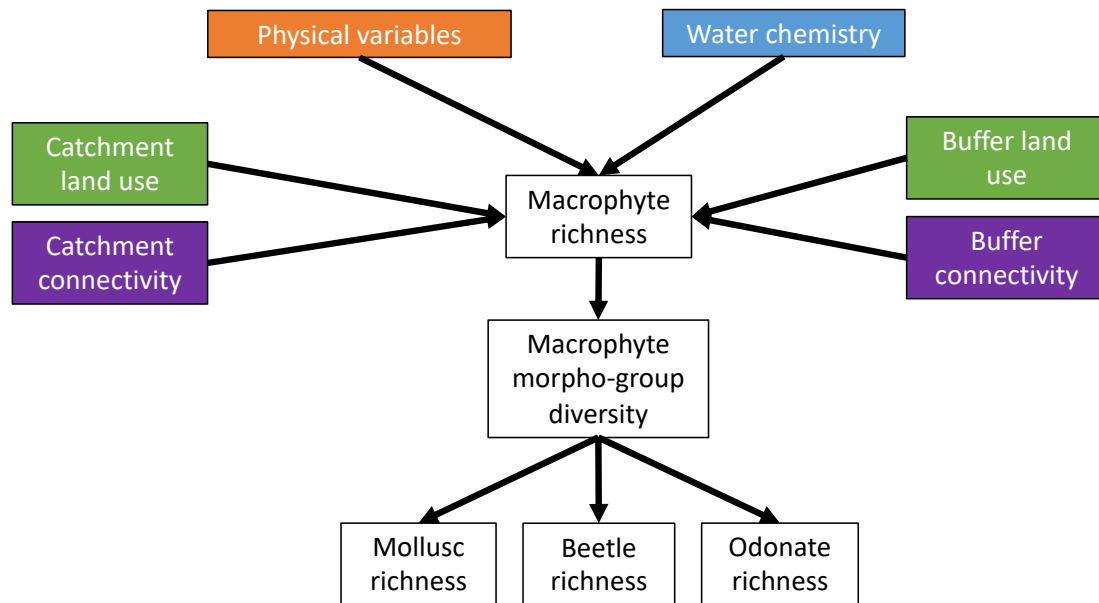 Physical variables
Water chemistry
Catchment
land use
Buffer land
use
Macrophyte
richness
Catchment
connectivity
Buffer
connectivity
Macrophyte
morpho-group
diversity
Mollusc
richness
Beetle
richness
Odonate
richness